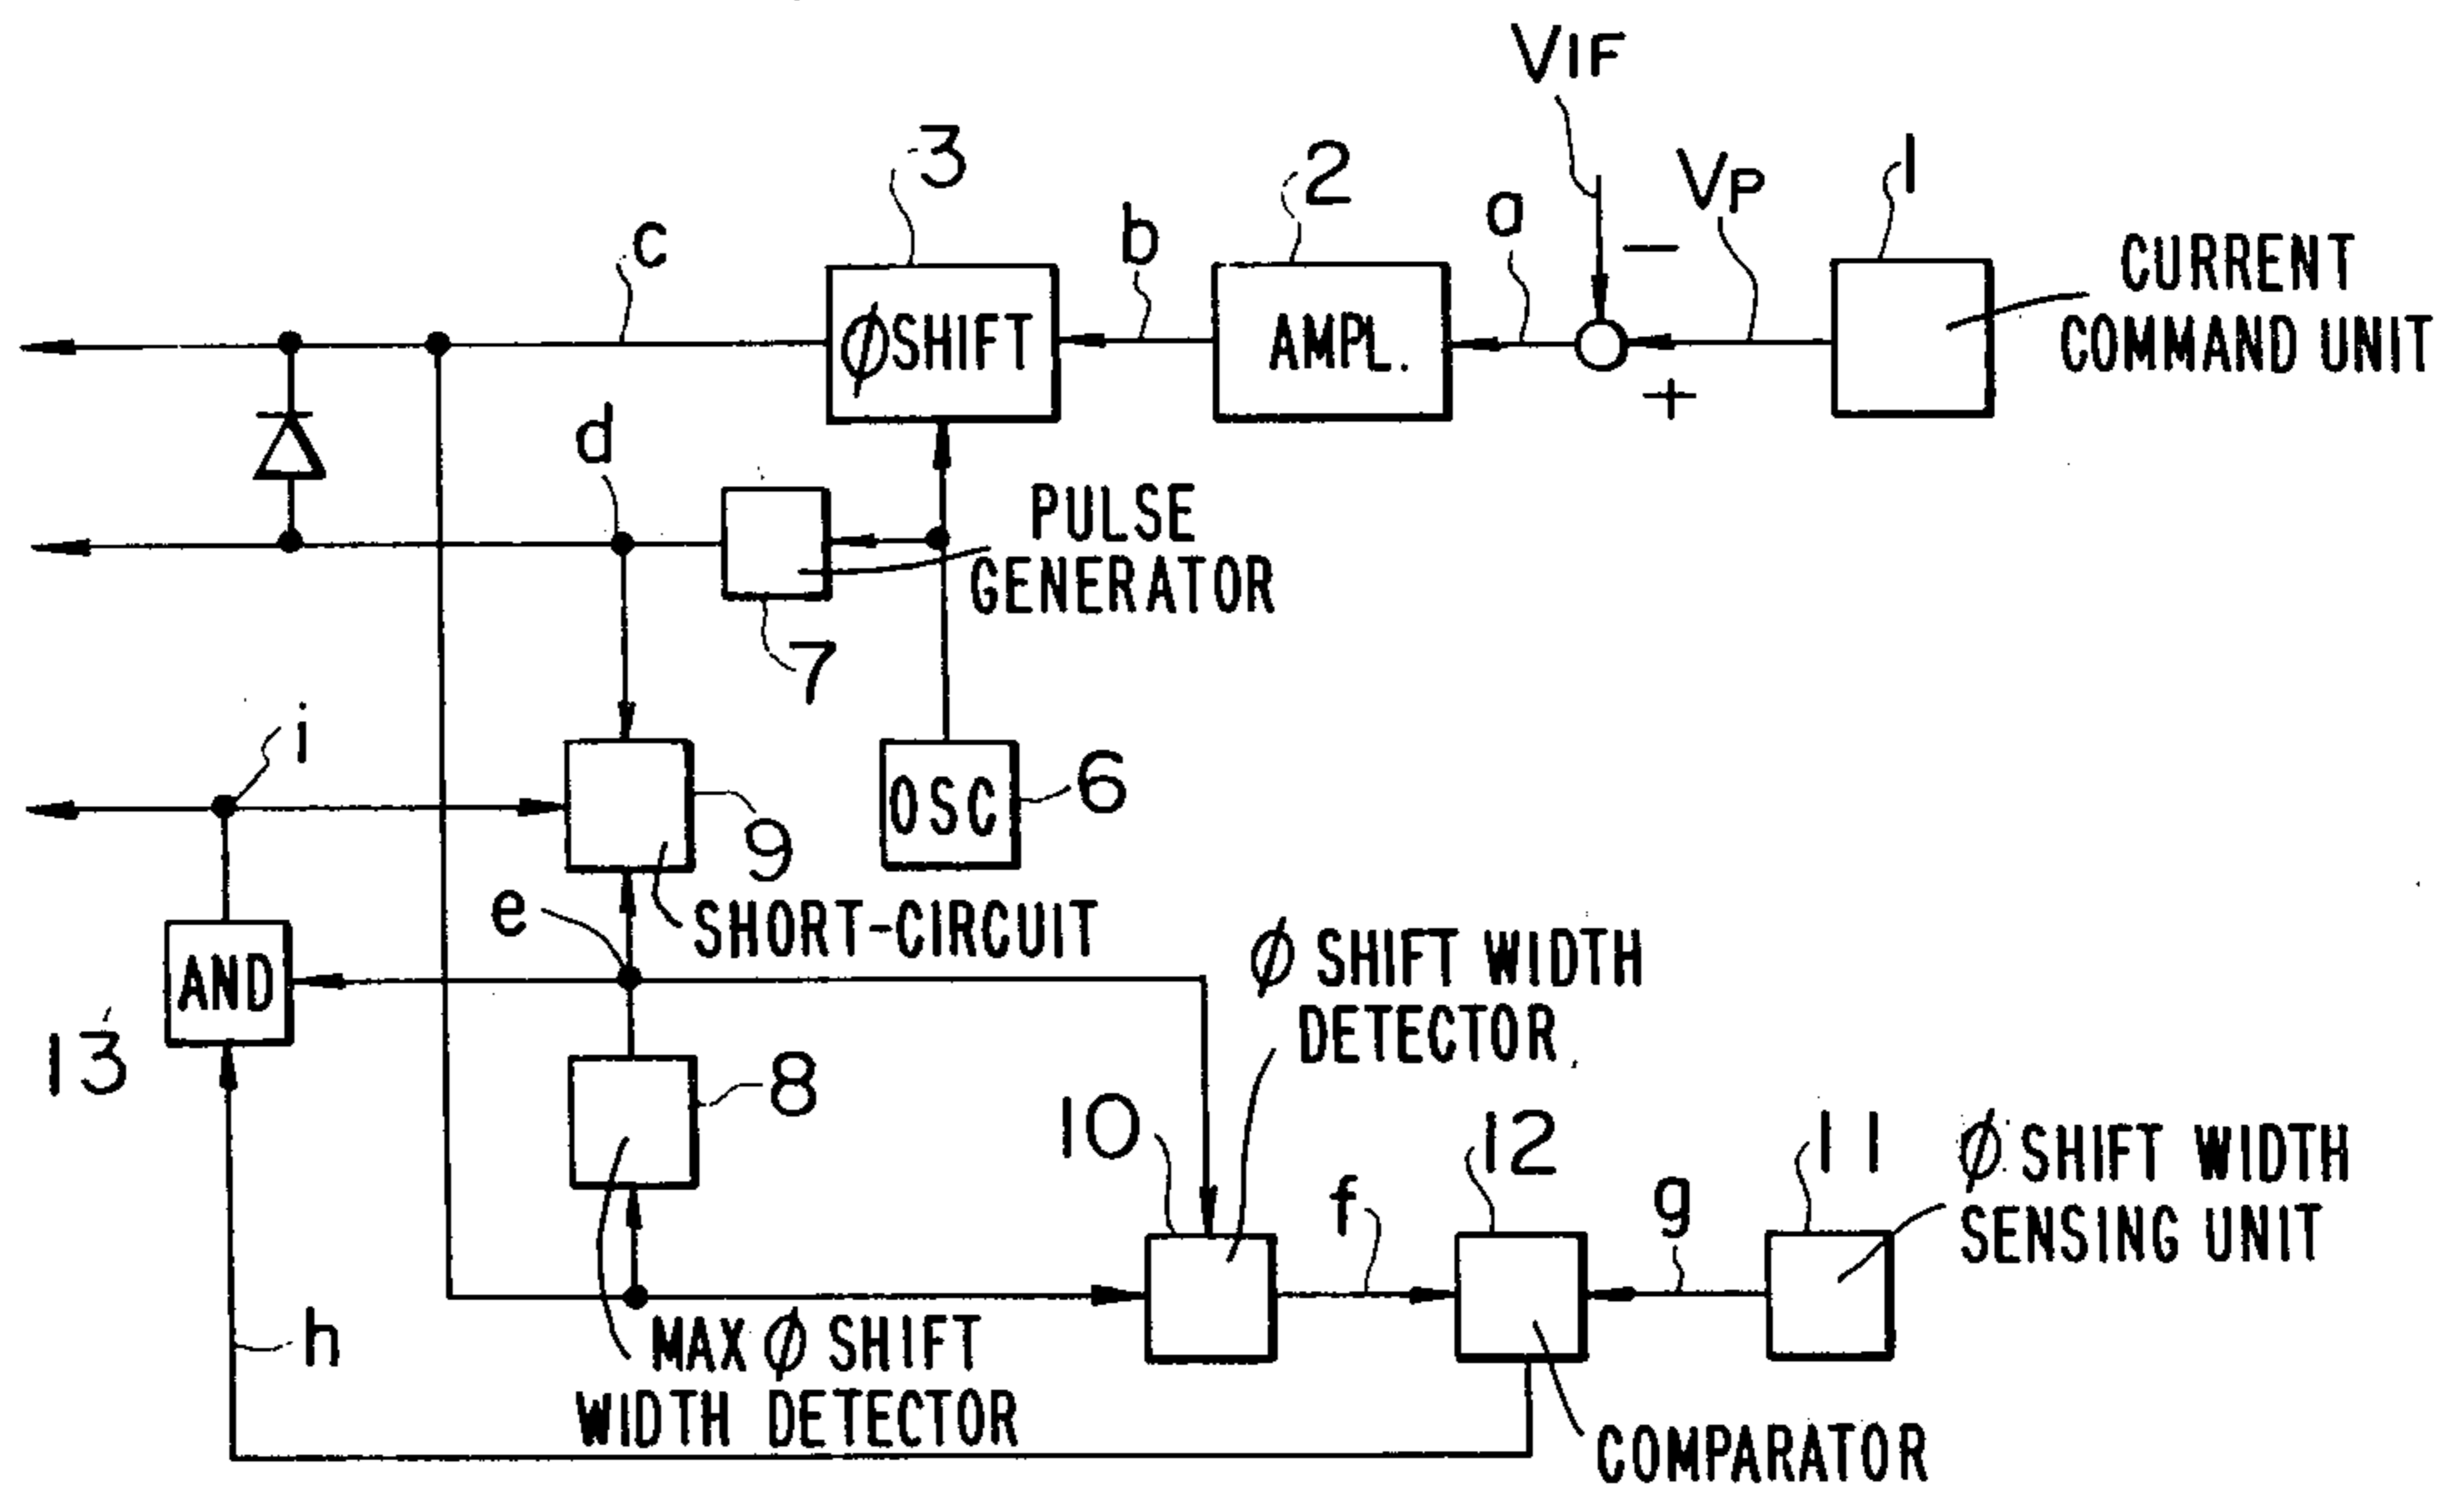 VIF
3
2
VP
1
c
b
a
−
CURRENT
COMMAND UNIT
φ SHIFT
AMPL.
+
d
PULSE
GENERATOR
7
i
OSC
6
9
e
SHORT-CIRCUIT
AND
φ SHIFT WIDTH
DETECTOR
13
8
10
12
11
φ SHIFT WIDTH
SENSING UNIT
f
g
h
MAX φ SHIFT
WIDTH DETECTOR
COMPARATOR